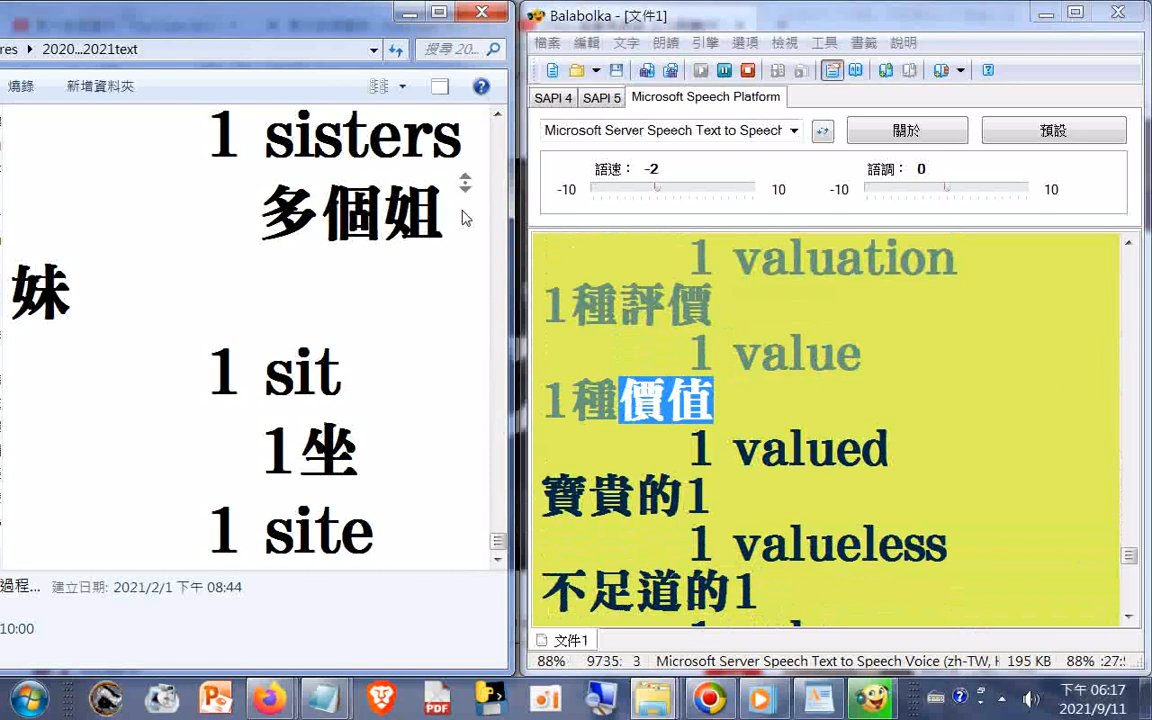 res ▸ 2020...2021text
搜尋 20...
燒錄 新增資料夾
1 sisters
多個姐
妹
1 sit
1坐
1 site
過程... 建立日期: 2021/2/1 下午 08:44
10:00
Balabolka - [文件1]
檔案 編輯 文字 朗讀 引擎 選項 檢視 工具 書籤 說明
SAPI 4 SAPI 5 Microsoft Speech Platform
Microsoft Server Speech Text to Speech 關於 預設
語速： -2 語調： 0
-10 10 -10 10
1 valuation
1種評價
1 value
1種價值
1 valued
寶貴的1
1 valueless
不足道的1
文件1
88% 9735: 3 Microsoft Server Speech Text to Speech Voice (zh-TW, H 195 KB 88% :27:
PDF
下午 06:17
2021/9/11